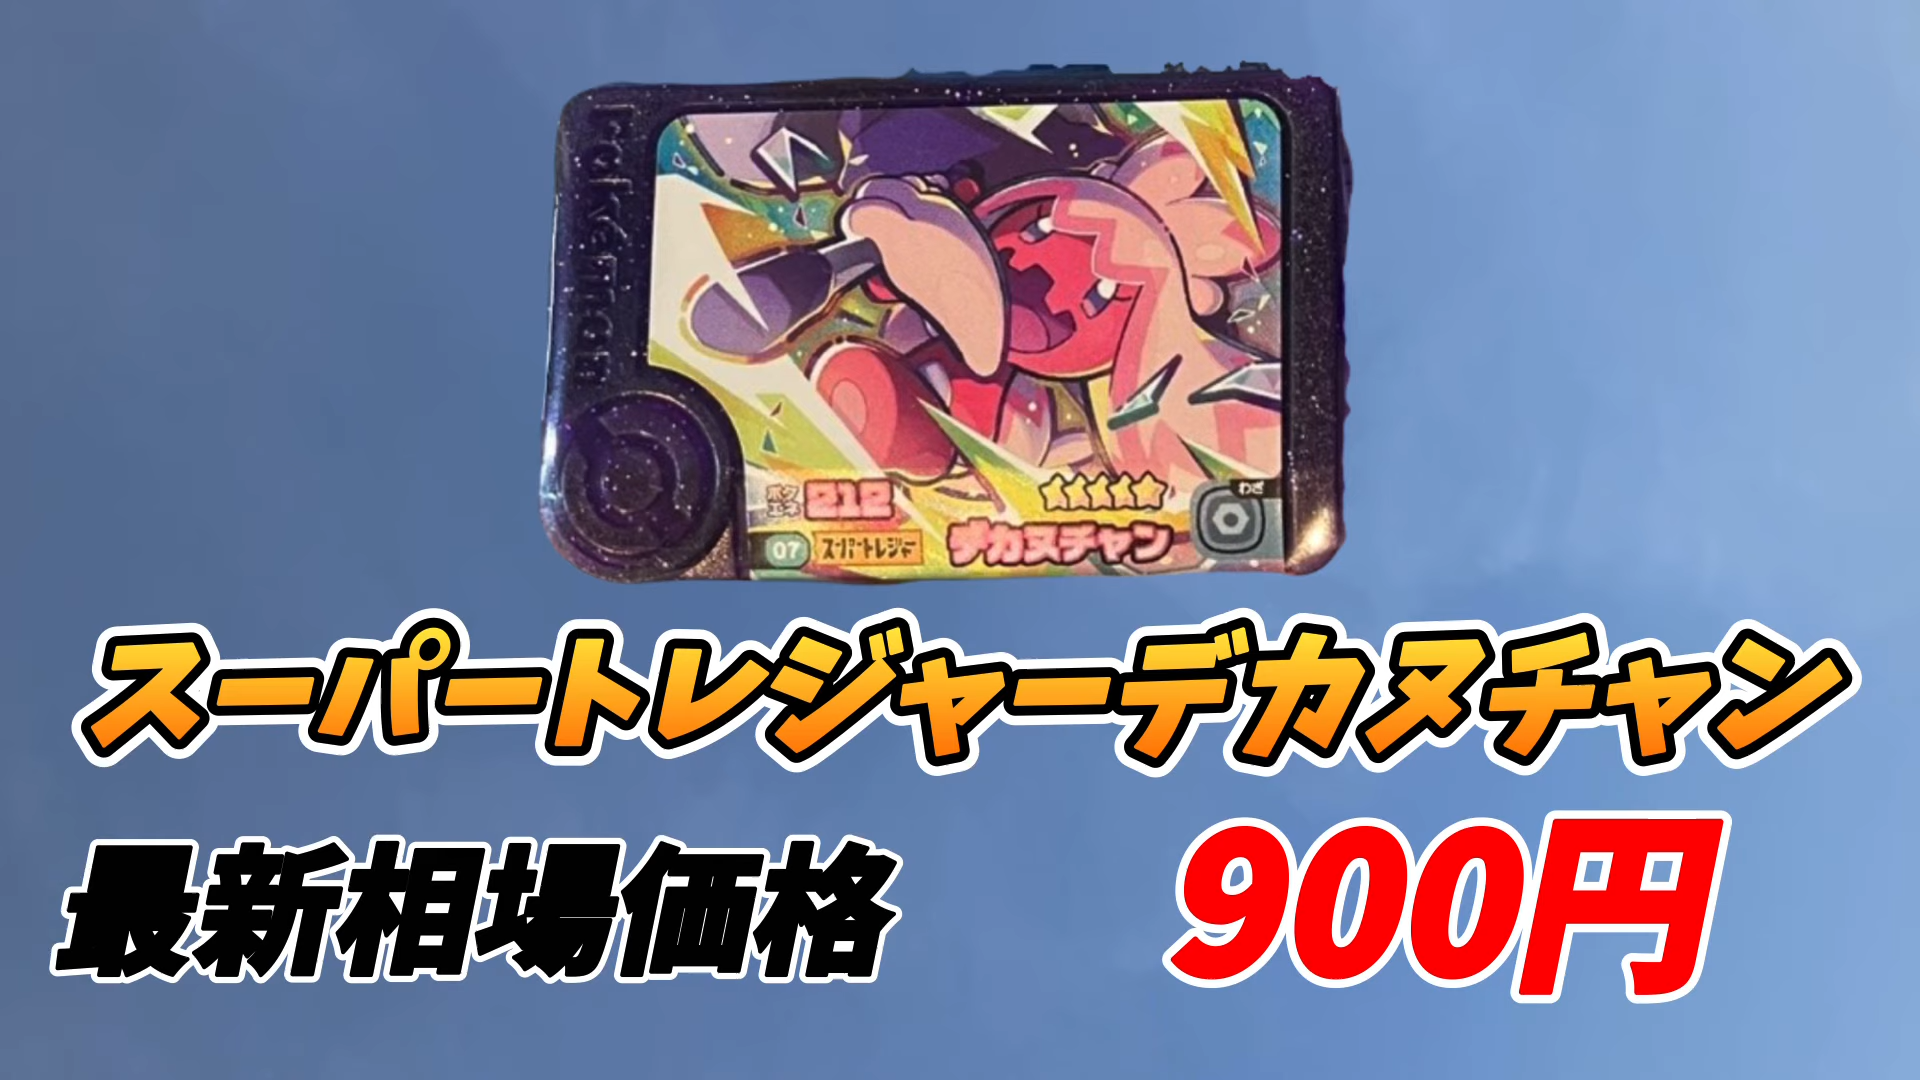 ポケエネ 212
わざ
07 スーパートレジャー デカヌチャン
スーパートレジャーデカヌチャン
最新相場価格 900円